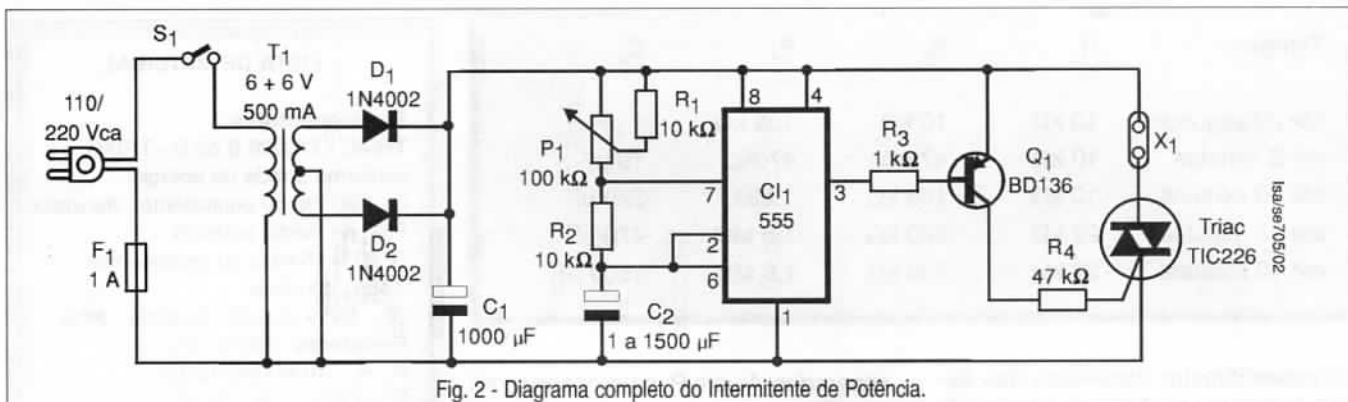 S1
T1
6 + 6 V
500 mA
110/
220 Vca
F1
1 A
D1
1N4002
D2
1N4002
C1
1000 µF
P1
100 kΩ
R1
10 kΩ
R2
10 kΩ
C2
1 a 1500 µF
8
4
7
2
6
3
1
CI1
555
R3
1 kΩ
Q1
BD136
R4
47 kΩ
X1
Triac
TIC226
Isa/se705/02
Fig. 2 - Diagrama completo do Intermitente de Potência.